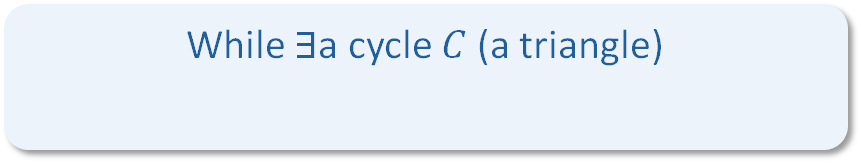 While ∃a cycle 𝐶 (a triangle)